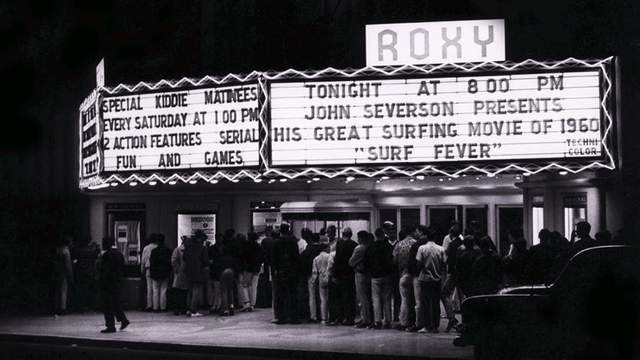 ROXY
SPECIAL KIDDIE MATINEES
EVERY SATURDAY AT 1 00 PM
2 ACTION FEATURES SERIAL
FUN AND GAMES
TONIGHT AT 8 00 PM
JOHN SEVERSON PRESENTS
HIS GREAT SURFING MOVIE OF 1960
"SURF FEVER" TECHNI
COLOR